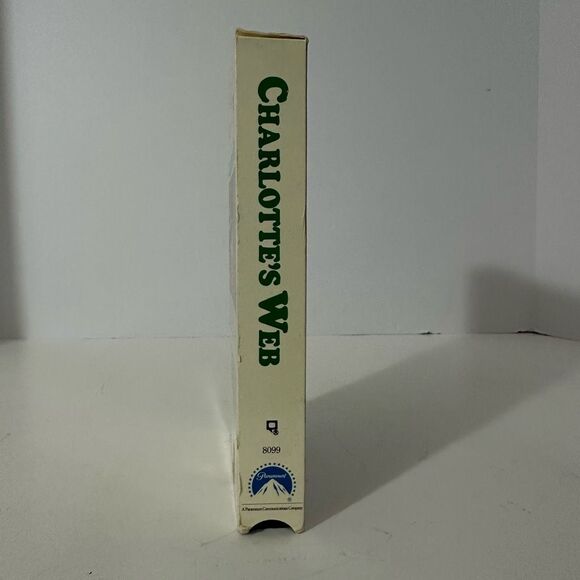 CHARLOTTE'S WEB
8099
Paramount
®
A Paramount Communications Company